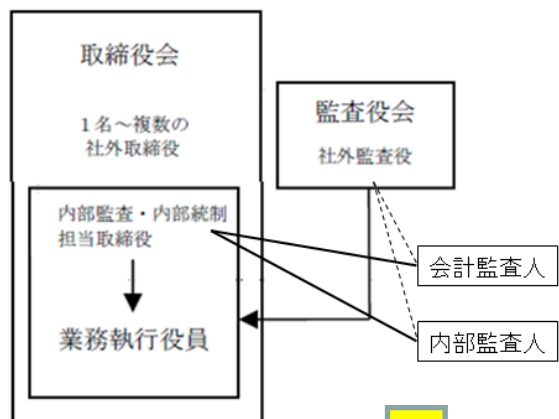 取締役会
1名～複数の
社外取締役
監査役会
社外監査役
内部監査・内部統制
担当取締役
業務執行役員
会計監査人
内部監査人